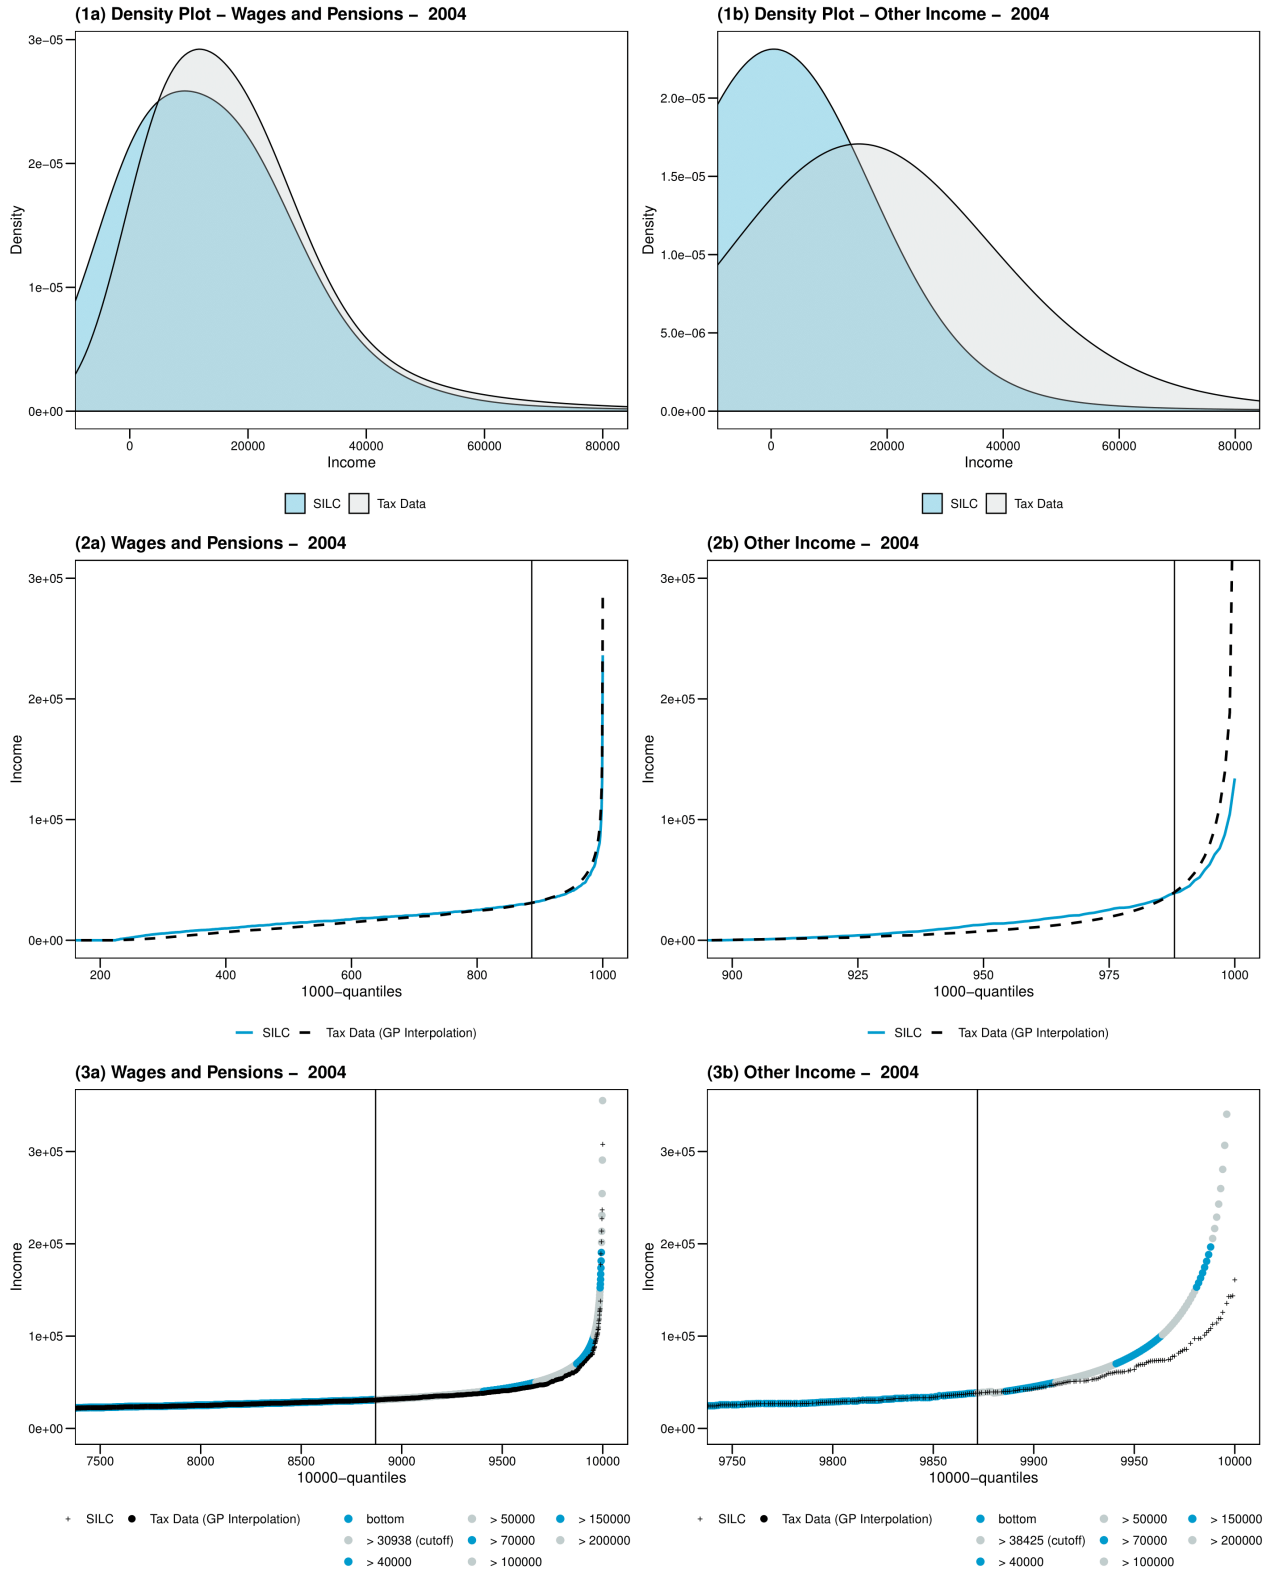 (1a) Density Plot – Wages and Pensions – 2004
3e−05
2e−05
1e−05
0e+00
Density
0 20000 40000 60000 80000
Income
SILC Tax Data
(1b) Density Plot – Other Income – 2004
2.0e−05
1.5e−05
1.0e−05
5.0e−06
0.0e+00
Density
0 20000 40000 60000 80000
Income
SILC Tax Data
(2a) Wages and Pensions – 2004
3e+05
2e+05
1e+05
0e+00
Income
200 400 600 800 1000
1000−quantiles
SILC Tax Data (GP Interpolation)
(2b) Other Income – 2004
3e+05
2e+05
1e+05
0e+00
Income
900 925 950 975 1000
1000−quantiles
SILC Tax Data (GP Interpolation)
(3a) Wages and Pensions – 2004
3e+05
2e+05
1e+05
0e+00
Income
7500 8000 8500 9000 9500 10000
10000−quantiles
SILC Tax Data (GP Interpolation) bottom > 50000 > 150000
> 30938 (cutoff) > 70000 > 200000
> 40000 > 100000
(3b) Other Income – 2004
3e+05
2e+05
1e+05
0e+00
Income
9750 9800 9850 9900 9950 10000
10000−quantiles
SILC Tax Data (GP Interpolation) bottom > 50000 > 150000
> 38425 (cutoff) > 70000 > 200000
> 40000 > 100000